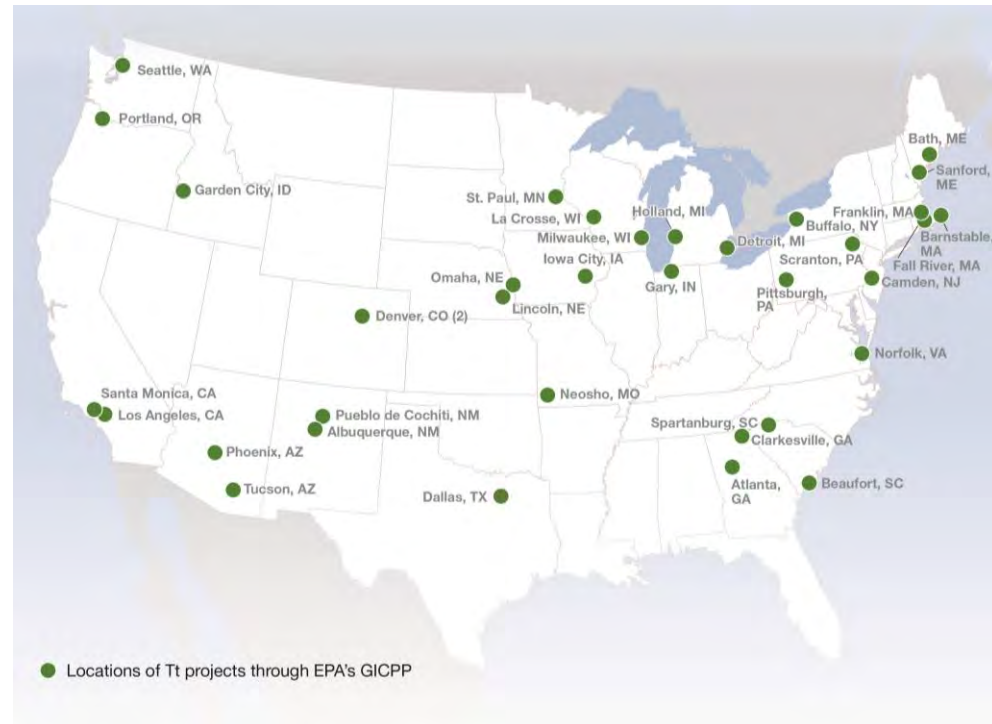 Seattle, WA
Portland, OR
Garden City, ID
Bath, ME
Sanford,
ME
St. Paul, MN
La Crosse, WI
Holland, MI
Milwaukee, WI
Detroit, MI
Franklin, MA
Buffalo, NY
Barnstable,
MA
Scranton, PA
Fall River, MA
Iowa City, IA
Omaha, NE
Lincoln, NE
Gary, IN
Pittsburgh,
PA
Camden, NJ
Denver, CO (2)
Norfolk, VA
Santa Monica, CA
Los Angeles, CA
Neosho, MO
Pueblo de Cochiti, NM
Albuquerque, NM
Spartanburg, SC
Clarkesville, GA
Phoenix, AZ
Tucson, AZ
Dallas, TX
Atlanta,
GA
Beaufort, SC
Locations of Tt projects through EPA's GICPP